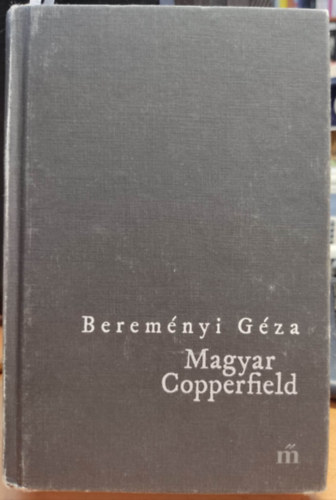 Bereményi Géza
Magyar
Copperfield
m̋